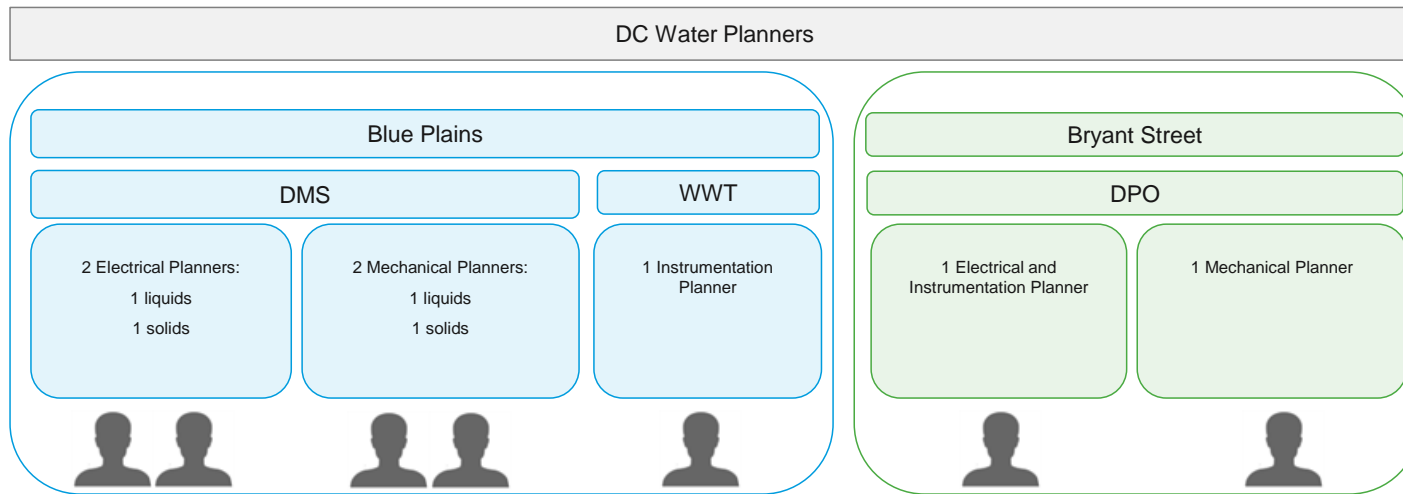 DC Water Planners
Blue Plains
Bryant Street
DMS
WWT
DPO
2 Electrical Planners:
1 liquids
1 solids
2 Mechanical Planners:
1 liquids
1 solids
1 Instrumentation
Planner
1 Electrical and
Instrumentation Planner
1 Mechanical Planner